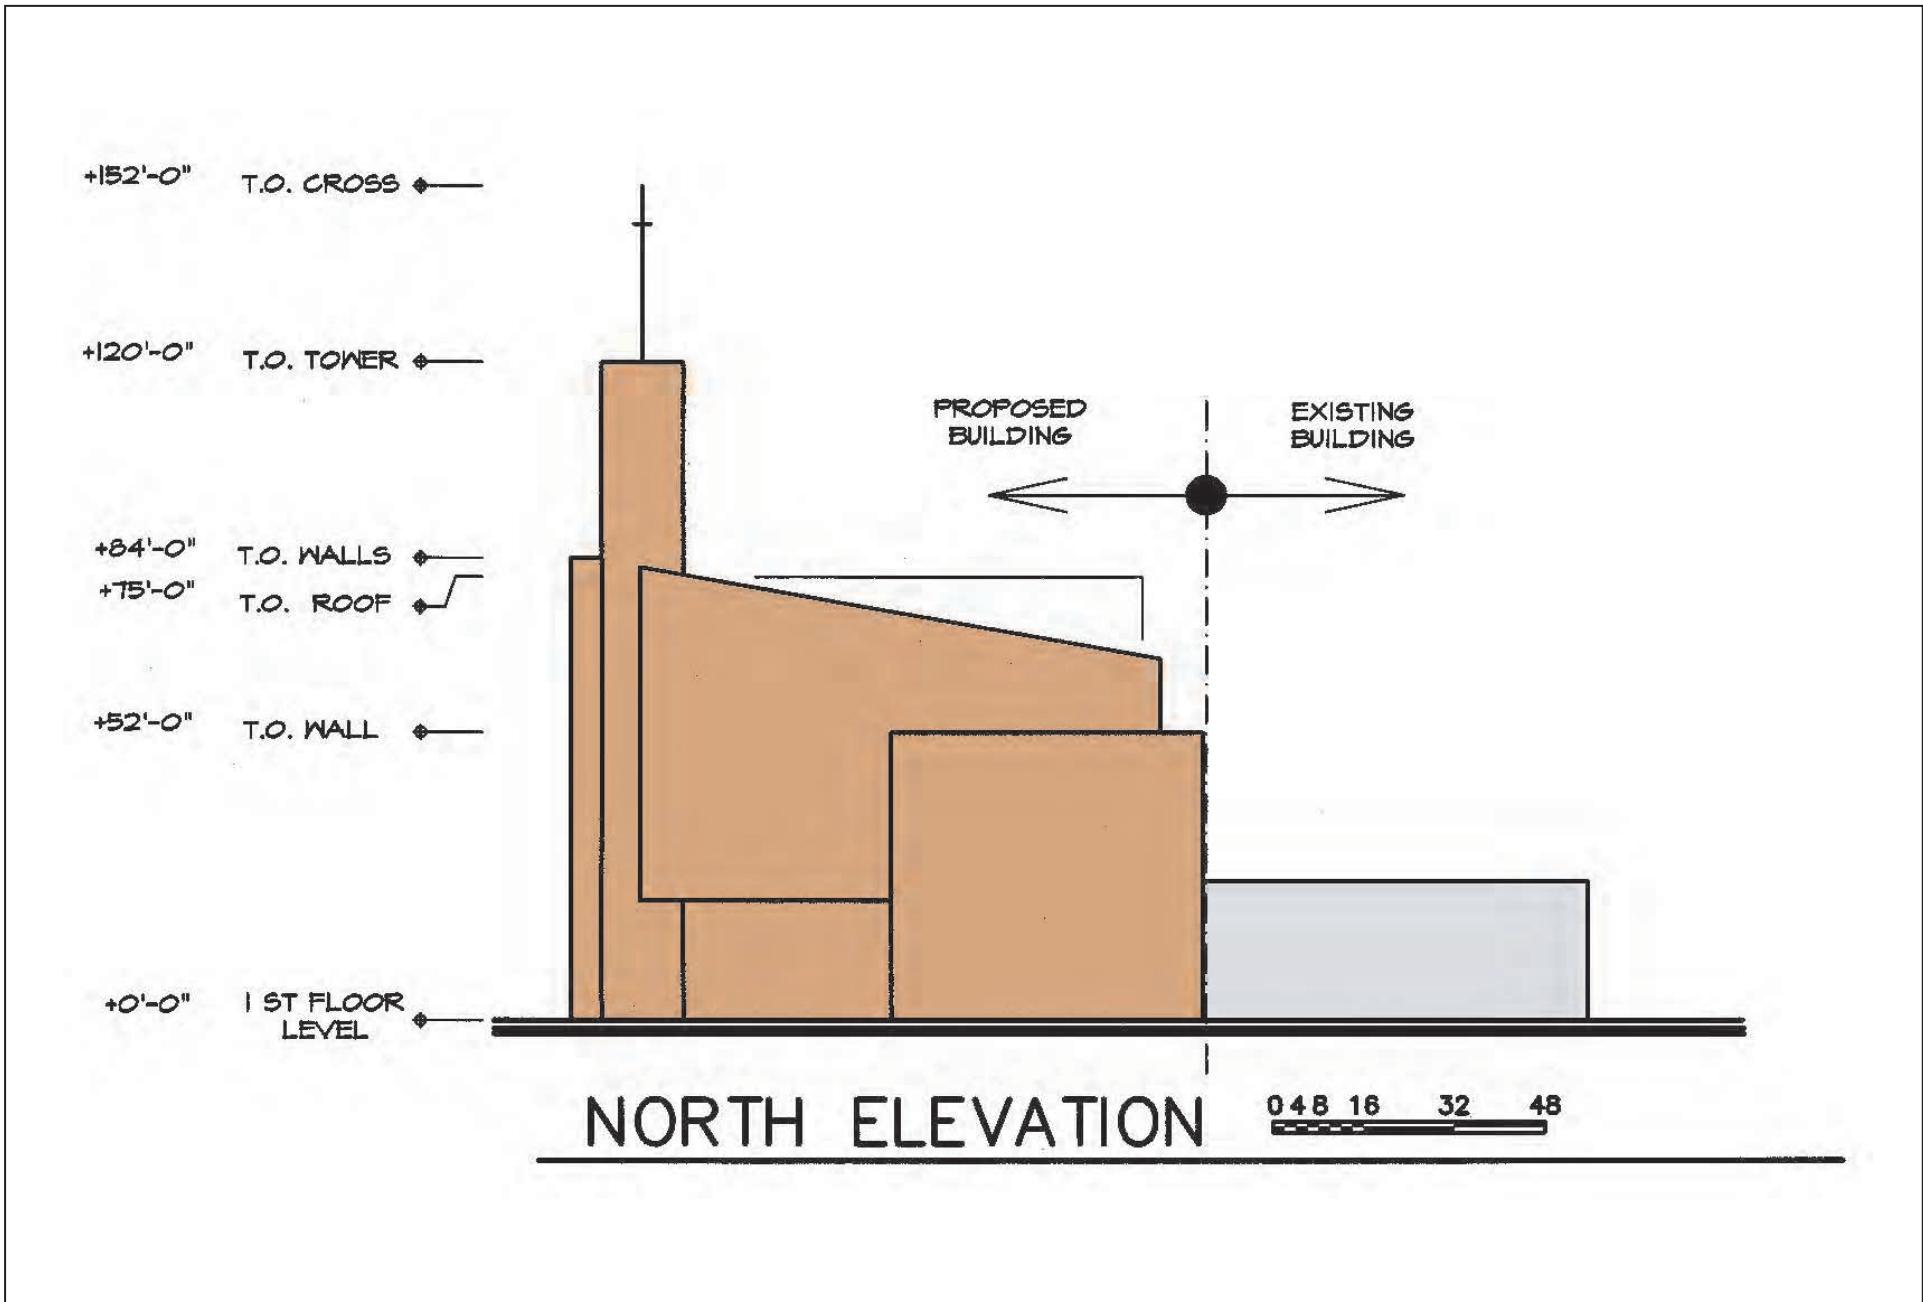 +152'-0" T.O. CROSS
+120'-0" T.O. TOWER
PROPOSED
BUILDING
EXISTING
BUILDING
+84'-0" T.O. WALLS
+75'-0" T.O. ROOF
+52'-0" T.O. WALL
+0'-0" 1 ST FLOOR
LEVEL
NORTH ELEVATION
0 4 8 16 32 48